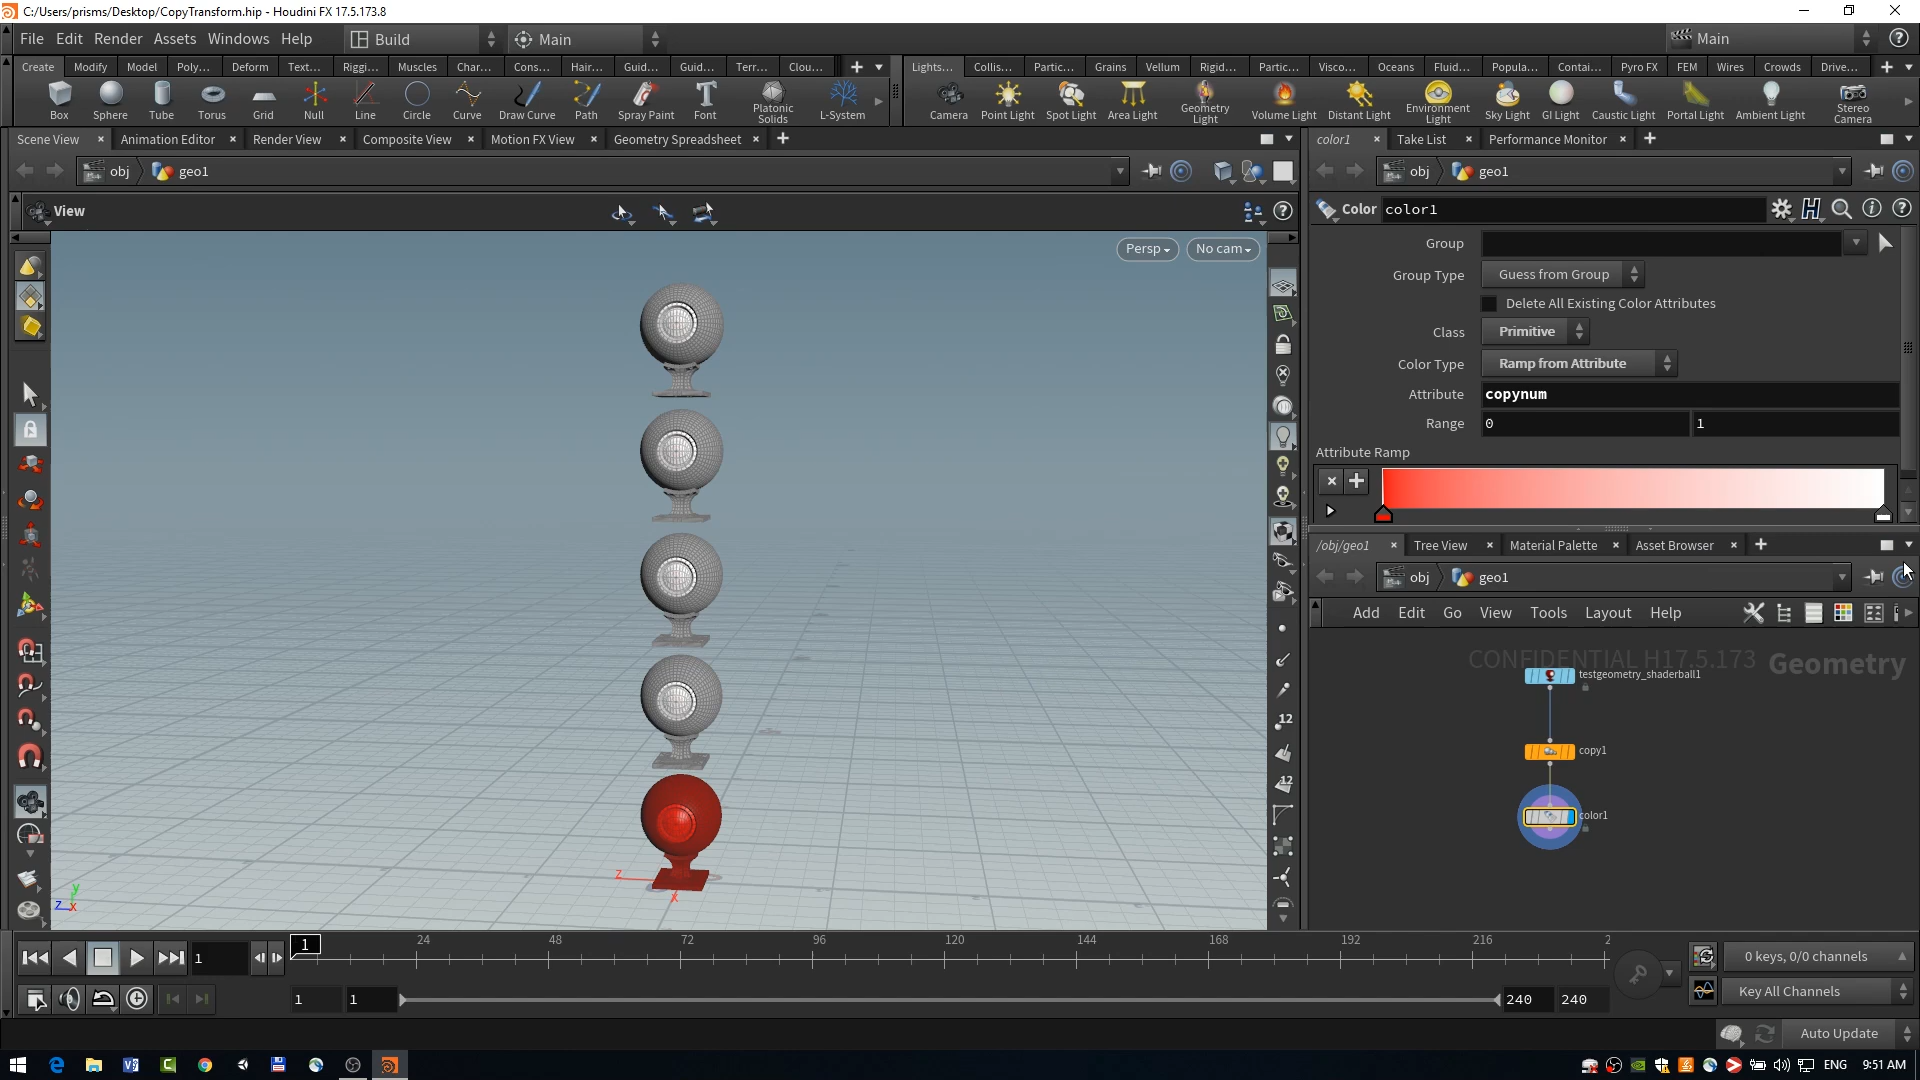 C:/Users/prisms/Desktop/CopyTransform.hip - Houdini FX 17.5.173.8
File Edit Render Assets Windows Help Build Main Main
Create Modify Model Poly... Deform Text... Riggi... Muscles Char... Cons... Hair... Guid... Guid... Terr... Clou...
Lights... Collis... Partic... Grains Vellum Rigid... Partic... Visco... Oceans Fluid... Popula... Contai... Pyro FX FEM Wires Crowds Drive...
Box Sphere Tube Torus Grid Null Line Circle Curve Draw Curve Path Spray Paint Font Platonic Solids L-System
Camera Point Light Spot Light Area Light Geometry Light Volume Light Distant Light Environment Light Sky Light GI Light Caustic Light Portal Light Ambient Light Stereo Camera
Scene View Animation Editor Render View Composite View Motion FX View Geometry Spreadsheet
color1 Take List Performance Monitor
obj geo1
obj geo1
View
Color color1
Persp No cam
Group
Group Type Guess from Group
Delete All Existing Color Attributes
Class Primitive
Color Type Ramp from Attribute
Attribute copynum
Range 0 1
Attribute Ramp
/obj/geo1 Tree View Material Palette Asset Browser
obj geo1
Add Edit Go View Tools Layout Help
CONFIDENTIAL H17.5.173 Geometry
testgeometry_shaderball1
copy1
color1
12
12
z
x
y
z x
1 1 24 48 72 96 120 144 168 192 216 2
0 keys, 0/0 channels
1 1 240 240 Key All Channels
Auto Update
ENG 9:51 AM